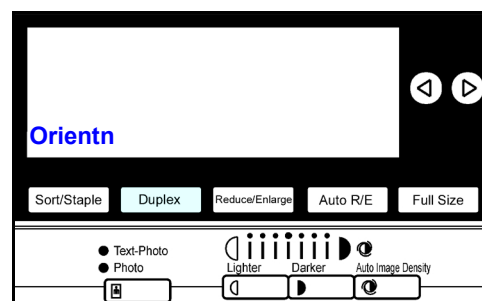 Orientn
Sort/Staple Duplex Reduce/Enlarge Auto R/E Full Size
Text-Photo
Photo
Lighter Darker Auto Image Density